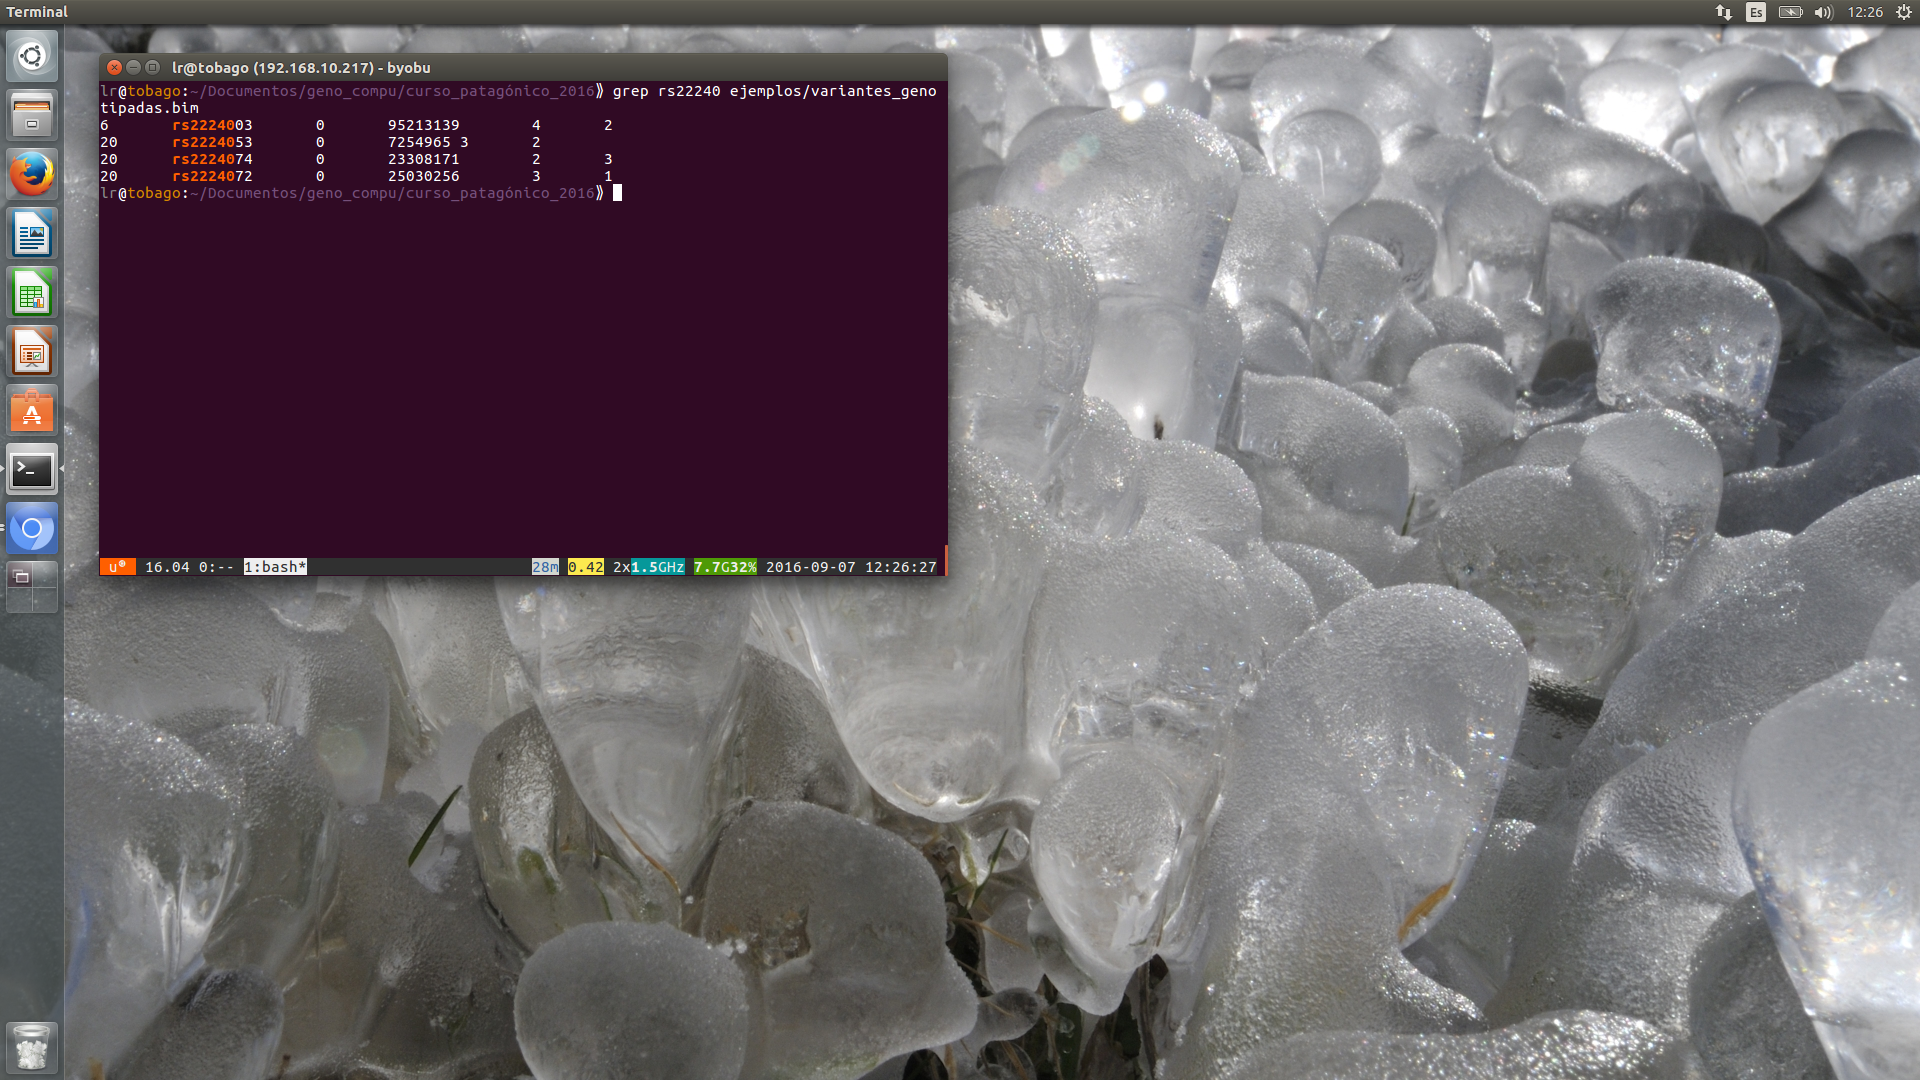 Terminal
Es
12:26
lr@tobago (192.168.10.217) - byobu
lr@tobago:~/Documentos/geno_compu/curso_patagónico_2016⟫ grep rs22240 ejemplos/variantes_geno
tipadas.bim
6 rs2224003 0 95213139 4 2
20 rs2224053 0 7254965 3 2
20 rs2224074 0 23308171 2 3
20 rs2224072 0 25030256 3 1
lr@tobago:~/Documentos/geno_compu/curso_patagónico_2016⟫
u® 16.04 0:-- 1:bash* 28m 0.42 2x1.5GHz 7.7G32% 2016-09-07 12:26:27